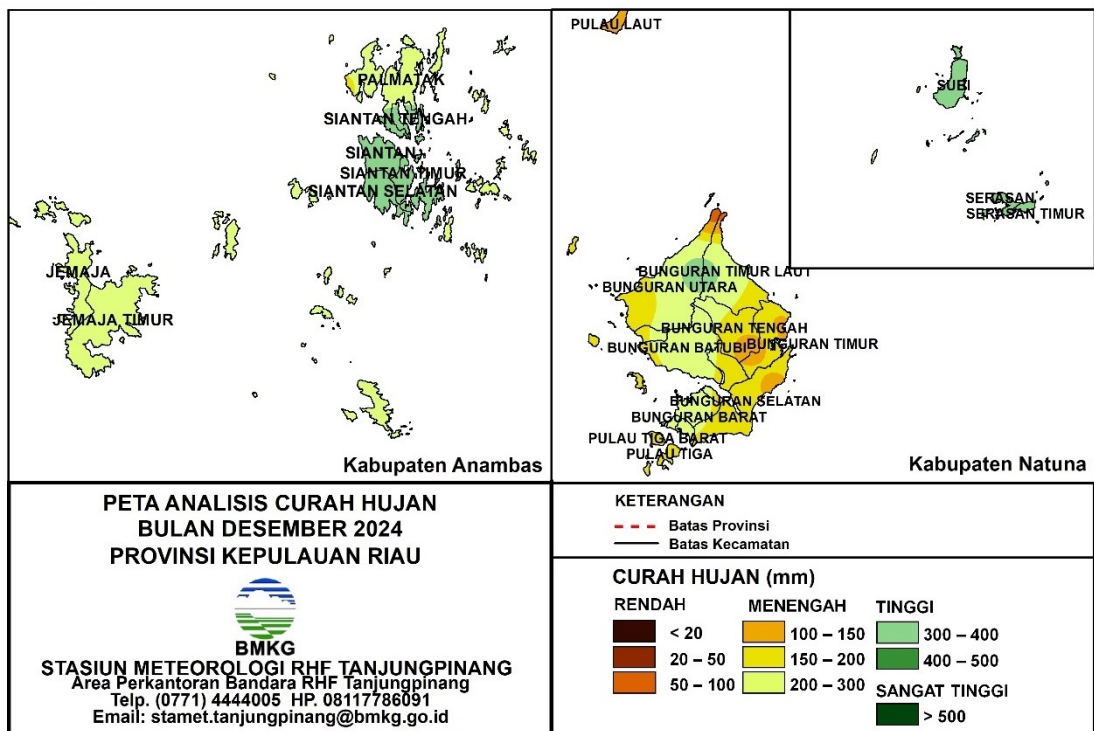 PULAU LAUT
PALMATAK
SUBI
SIANTAN TENGAH
SIANTAN
SIANTAN TIMUR
SIANTAN SELATAN
SERASAN
SERASAN TIMUR
JEMAJA
JEMAJA TIMUR
BUNGURAN TIMUR LAUT
BUNGURAN UTARA
BUNGURAN TENGAH
BUNGURAN BATUBI
BUNGURAN TIMUR
BUNGURAN SELATAN
BUNGURAN BARAT
PULAU TIGA BARAT
PULAU TIGA
Kabupaten Anambas
Kabupaten Natuna
PETA ANALISIS CURAH HUJAN
BULAN DESEMBER 2024
PROVINSI KEPULAUAN RIAU
BMKG
STASIUN METEOROLOGI RHF TANJUNGPINANG
Area Perkantoran Bandara RHF Tanjungpinang
Telp. (0771) 4444005 HP. 08117786091
Email: stamet.tanjungpinang@bmkg.go.id
KETERANGAN
Batas Provinsi
Batas Kecamatan
CURAH HUJAN (mm)
RENDAH
< 20
20 – 50
50 – 100
MENENGAH
100 – 150
150 – 200
200 – 300
TINGGI
300 – 400
400 – 500
SANGAT TINGGI
> 500